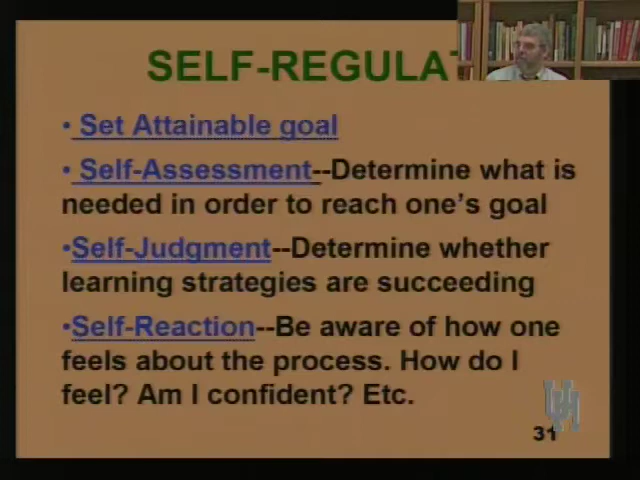 SELF-REGULAT
• Set Attainable goal
• Self-Assessment--Determine what is
needed in order to reach one's goal
•Self-Judgment--Determine whether
learning strategies are succeeding
•Self-Reaction--Be aware of how one
feels about the process. How do I
feel? Am I confident? Etc.
UH
31